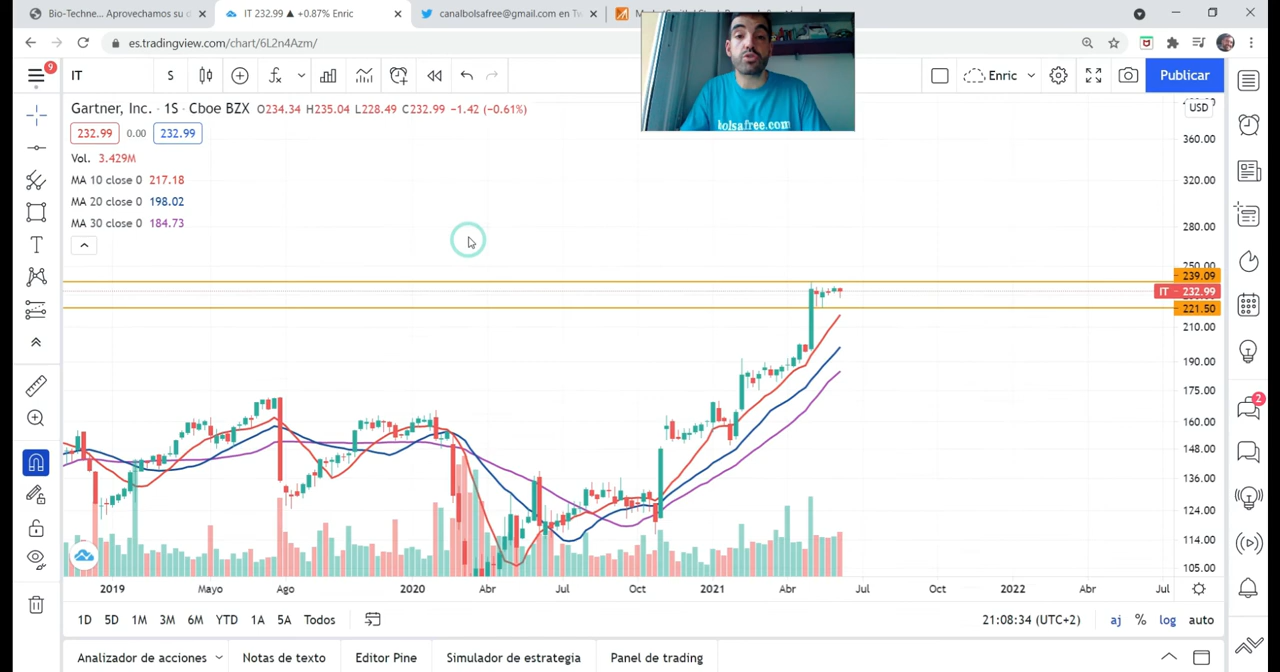 Bio-Techne... Aprovechamos su c
IT 232.99 ▲ +0.87% Enric
canalbolsafree@gmail.com en Tw
es.tradingview.com/chart/6L2n4Azm/
9
IT
S
Enric
Publicar
Gartner, Inc. · 1S · Cboe BZX O234.34 H235.04 L228.49 C232.99 −1.42 (−0.61%)
232.99 0.00 232.99
Vol. 3.429M
MA 10 close 0 217.18
MA 20 close 0 198.02
MA 30 close 0 184.73
bolsafree.com
USD
360.00
320.00
280.00
250.00
239.09
IT 232.99
221.50
210.00
190.00
175.00
160.00
148.00
136.00
124.00
114.00
105.00
2
2019 Mayo Ago 2020 Abr Jul Oct 2021 Abr Jul Oct 2022 Abr Jul
1D 5D 1M 3M 6M YTD 1A 5A Todos
21:08:34 (UTC+2) aj % log auto
Analizador de acciones Notas de texto Editor Pine Simulador de estrategia Panel de trading